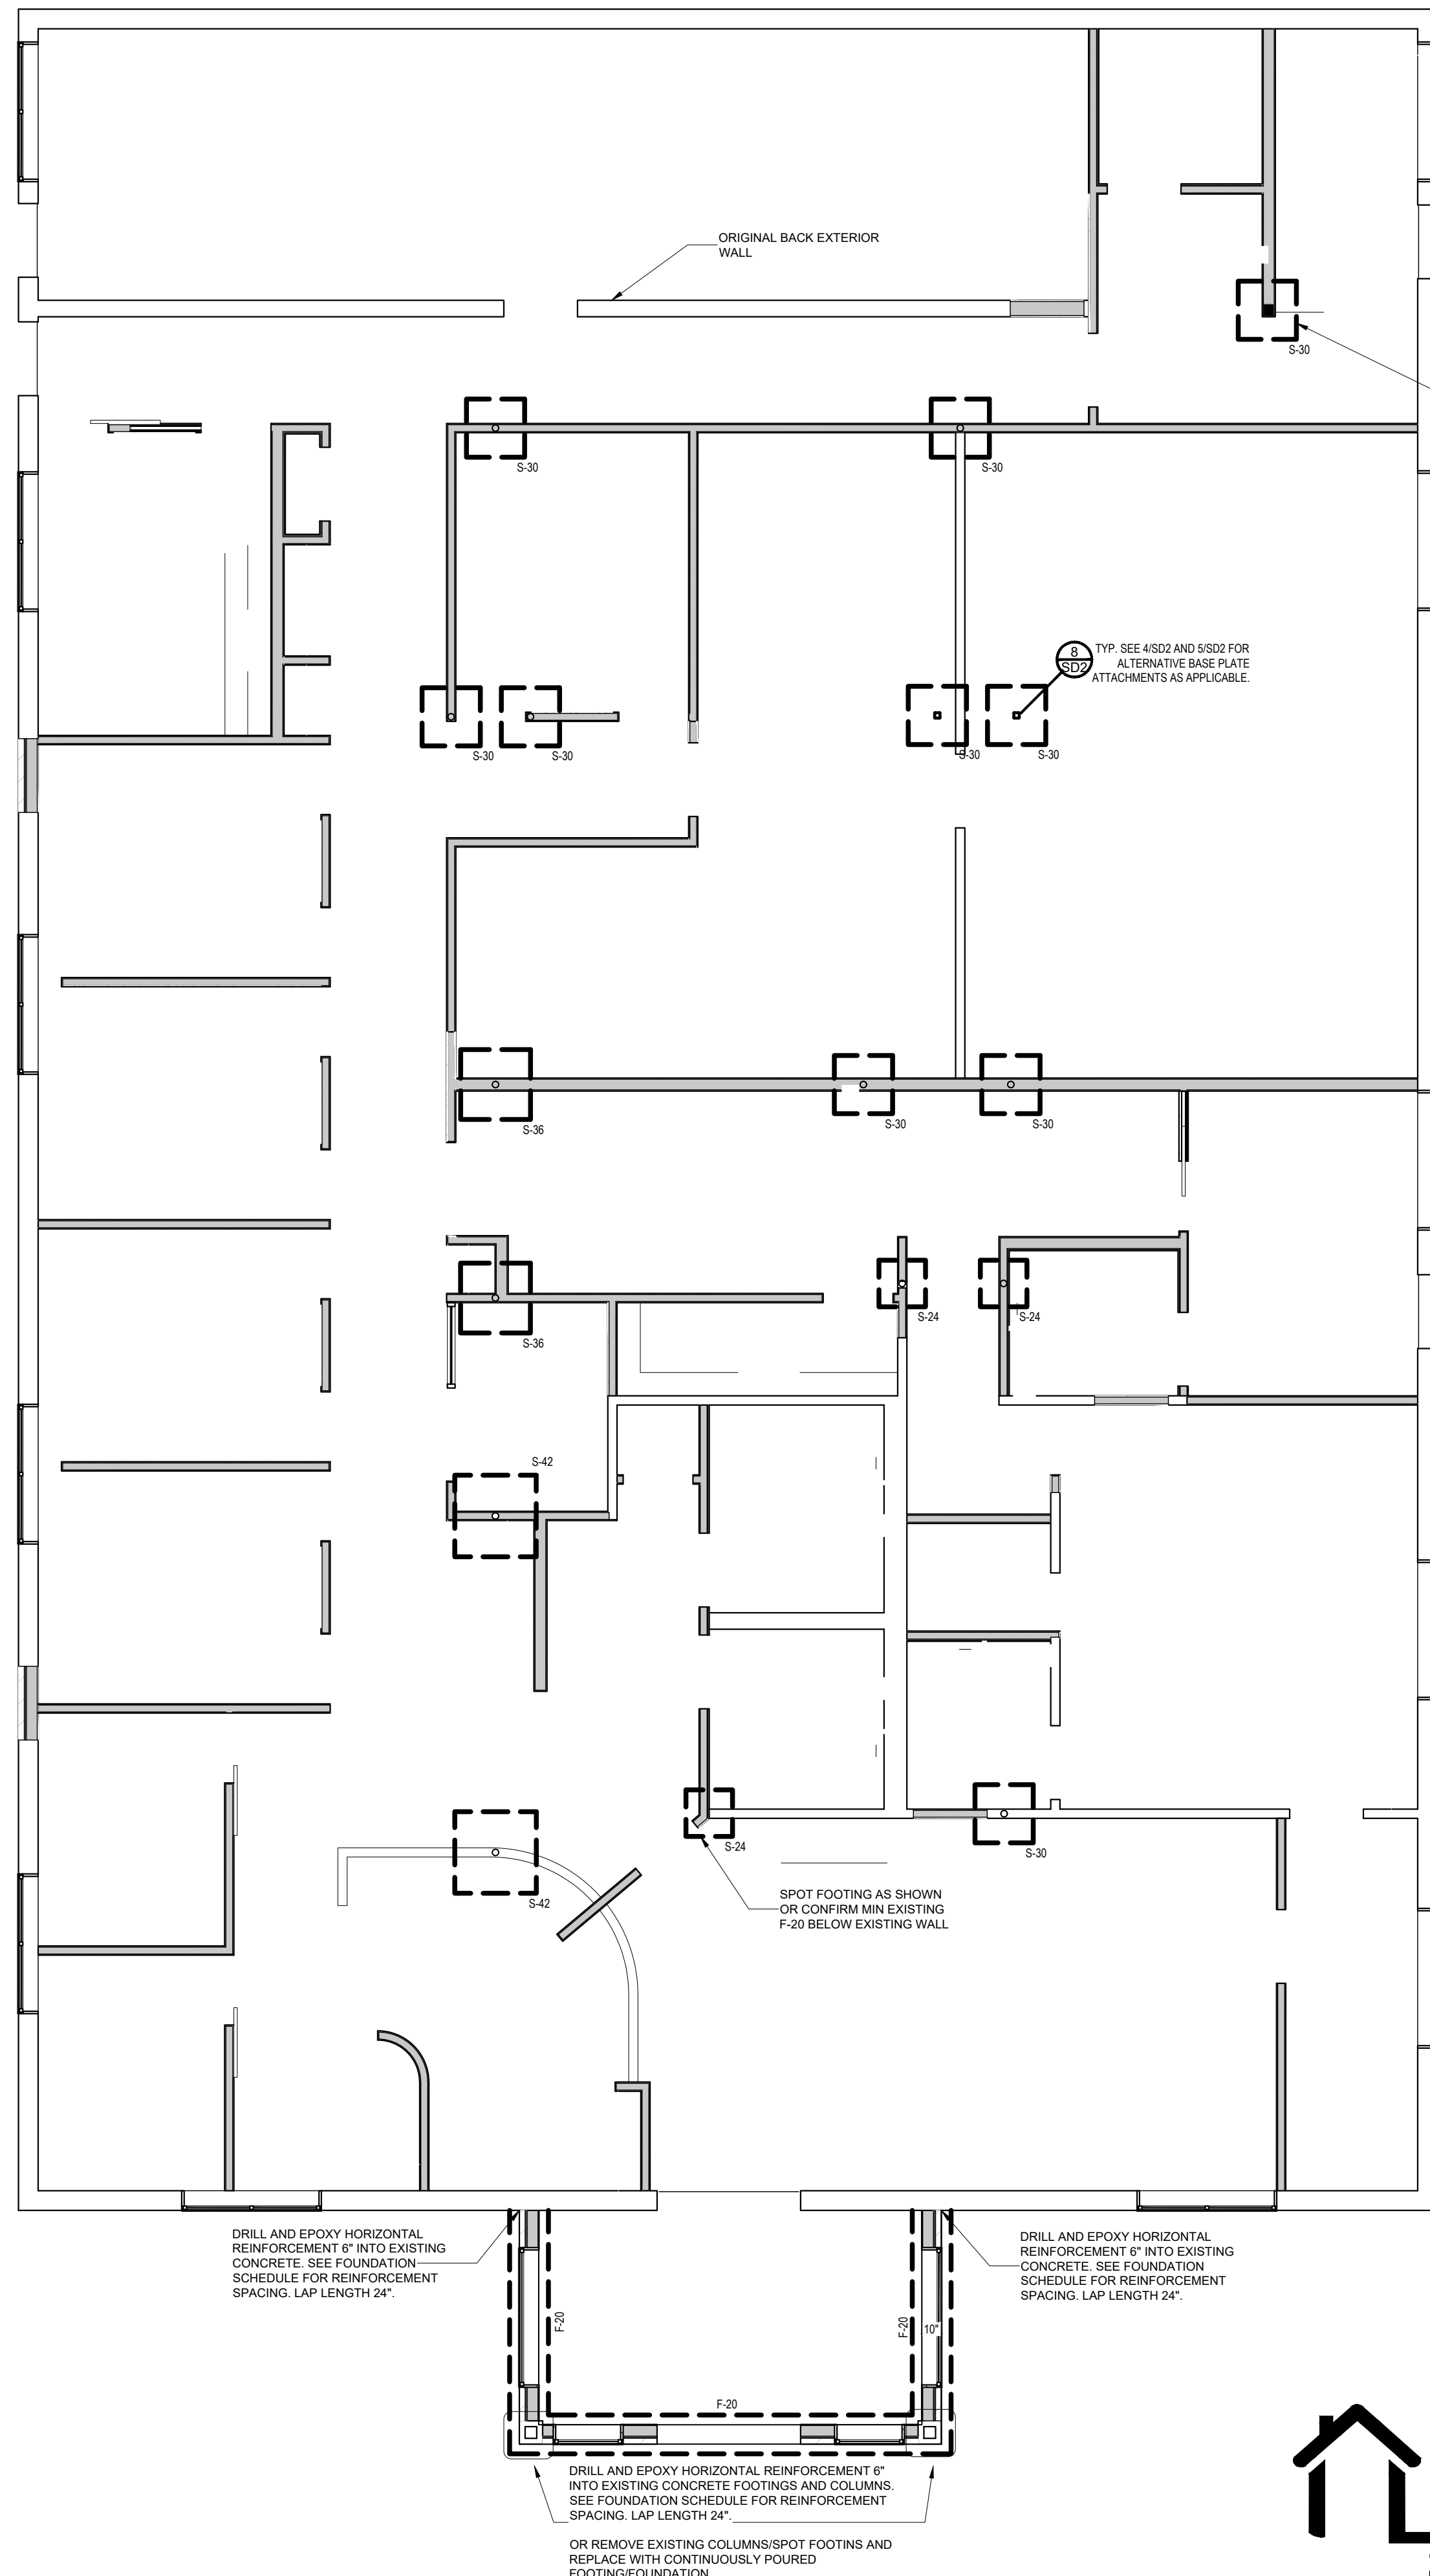 ORIGINAL BACK EXTERIOR
WALL
S-30
S-30
S-30
8
SD2
TYP. SEE 4/SD2 AND 5/SD2 FOR
ALTERNATIVE BASE PLATE
ATTACHMENTS AS APPLICABLE.
S-30
S-30
S-30
S-30
S-36
S-30
S-30
S-24
S-24
S-36
S-42
S-24
S-30
SPOT FOOTING AS SHOWN
OR CONFIRM MIN EXISTING
F-20 BELOW EXISTING WALL
S-42
DRILL AND EPOXY HORIZONTAL
REINFORCEMENT 6" INTO EXISTING
CONCRETE. SEE FOUNDATION
SCHEDULE FOR REINFORCEMENT
SPACING. LAP LENGTH 24".
DRILL AND EPOXY HORIZONTAL
REINFORCEMENT 6" INTO EXISTING
CONCRETE. SEE FOUNDATION
SCHEDULE FOR REINFORCEMENT
SPACING. LAP LENGTH 24".
F-20
F-20
10"
F-20
DRILL AND EPOXY HORIZONTAL REINFORCEMENT 6"
INTO EXISTING CONCRETE FOOTINGS AND COLUMNS.
SEE FOUNDATION SCHEDULE FOR REINFORCEMENT
SPACING. LAP LENGTH 24".
OR REMOVE EXISTING COLUMNS/SPOT FOOTINS AND
REPLACE WITH CONTINUOUSLY POURED
FOOTING/FOUNDATION